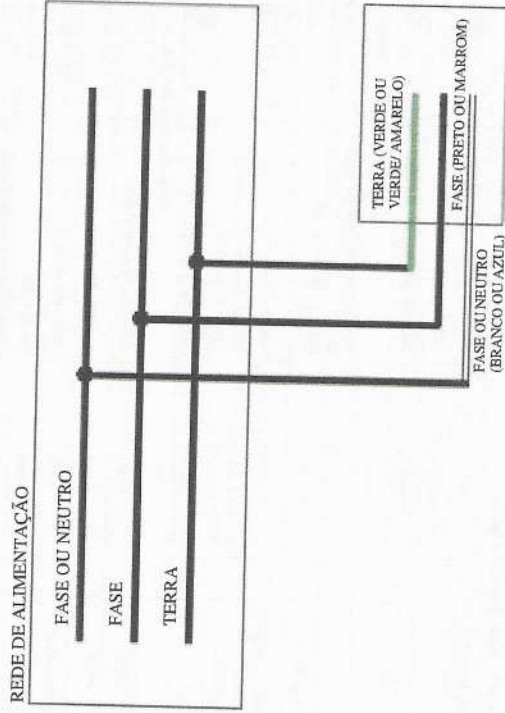 REDE DE ALIMENTAÇÃO
FASE OU NEUTRO
FASE
TERRA
TERRA (VERDE OU
VERDE/ AMARELO)
FASE (PRETO OU MARROM)
FASE OU NEUTRO
(BRANCO OU AZUL)